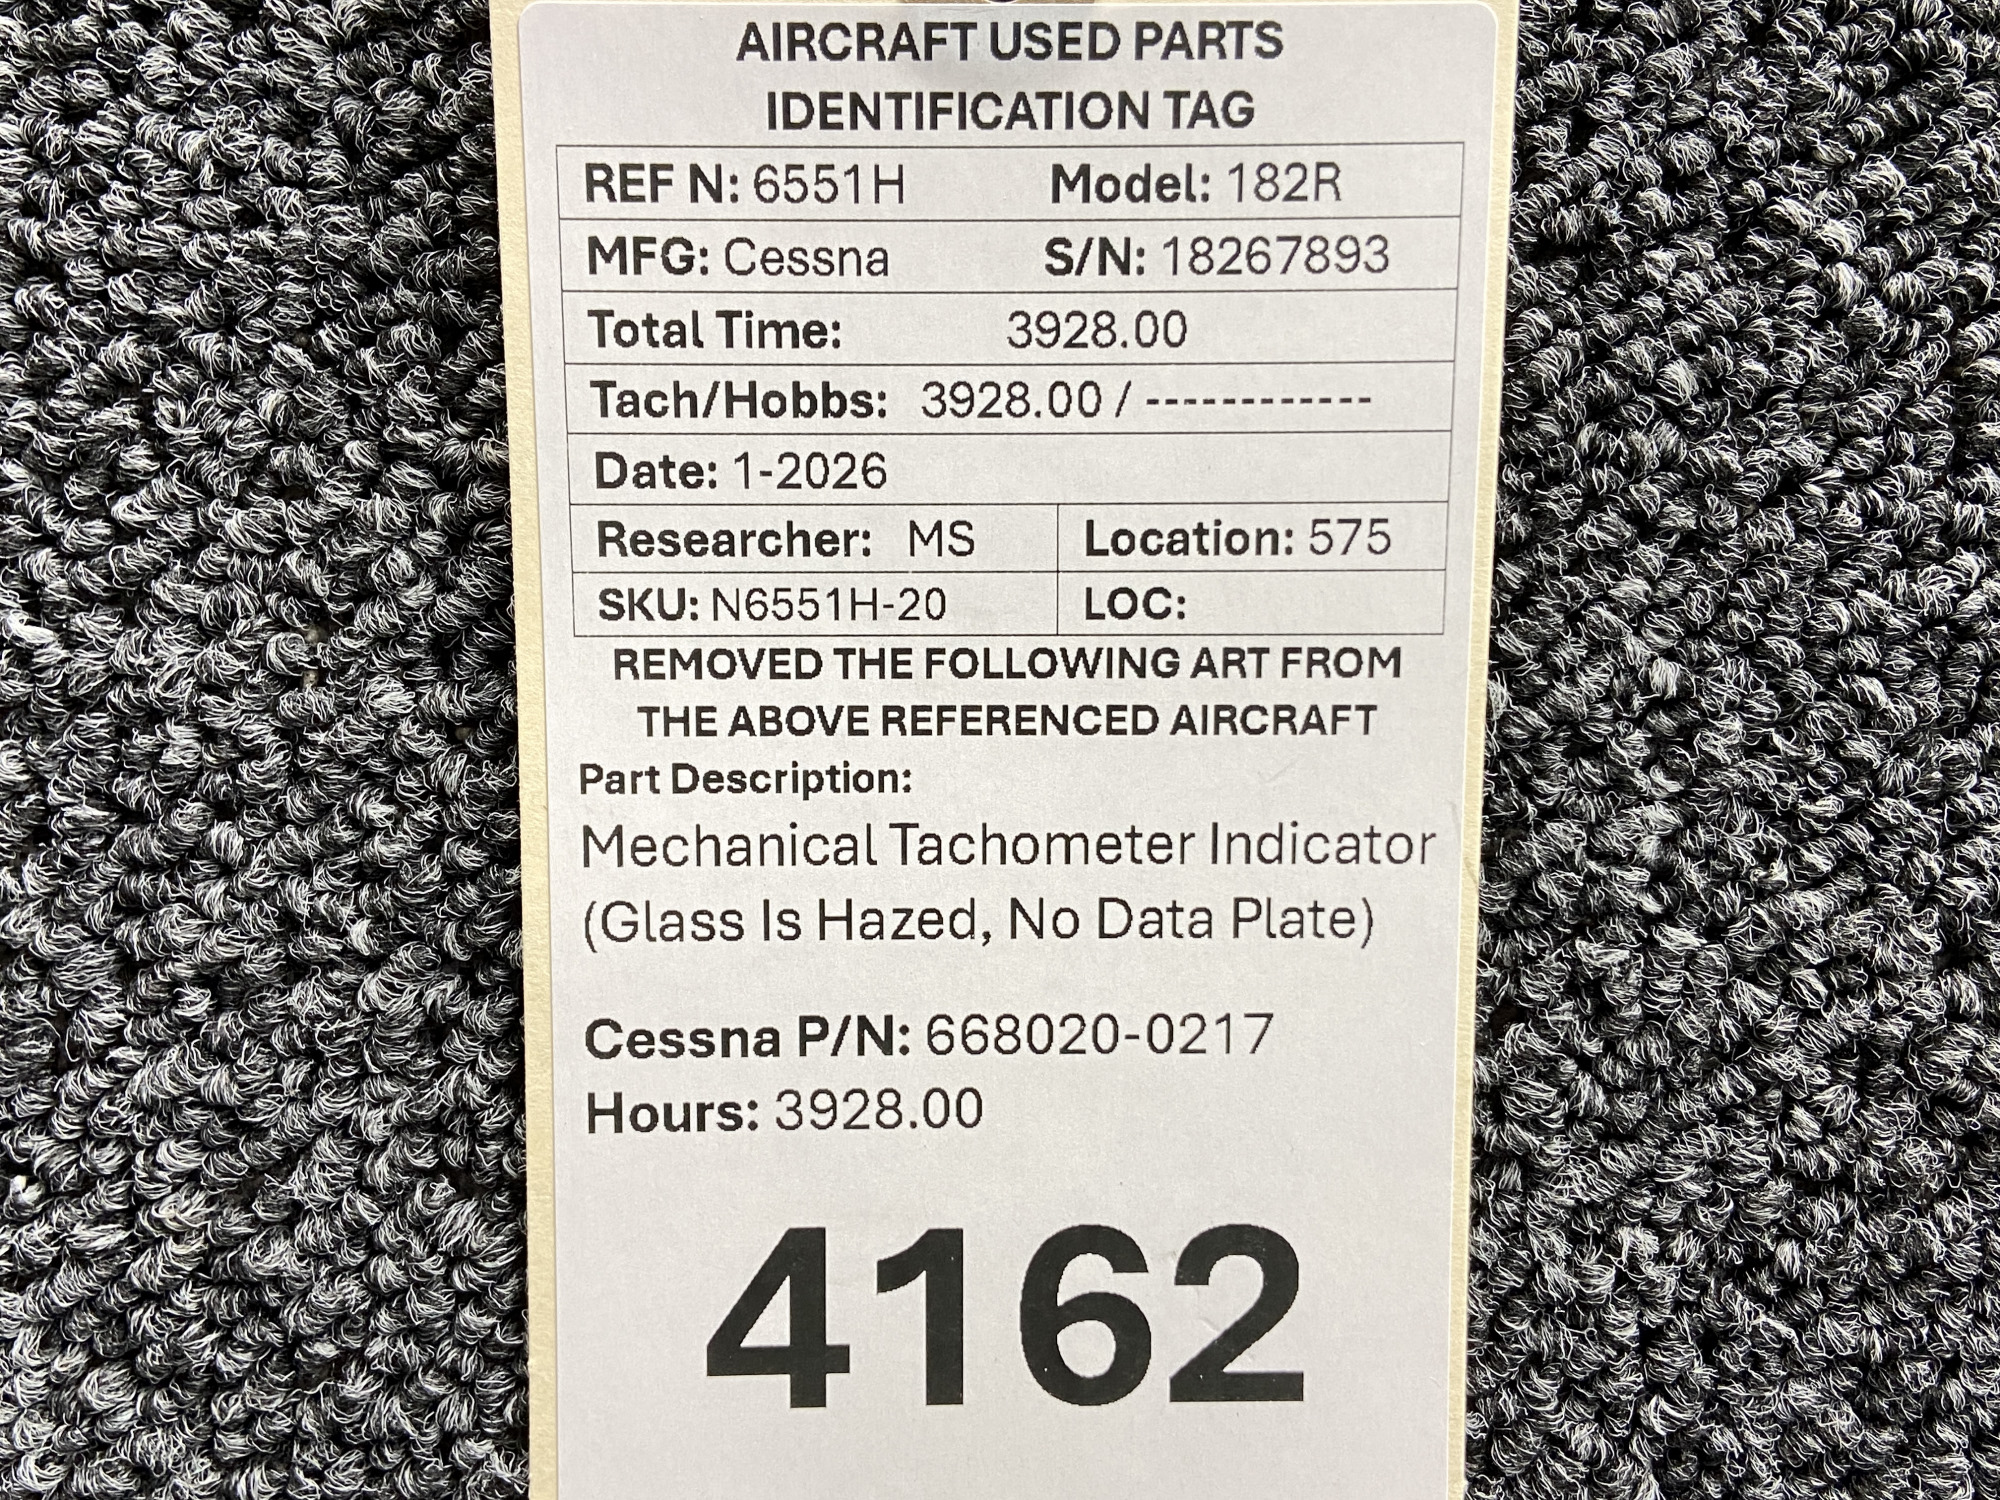 AIRCRAFT USED PARTS
IDENTIFICATION TAG
REF N: 6551H Model: 182R
MFG: Cessna S/N: 18267893
Total Time: 3928.00
Tach/Hobbs: 3928.00 / ------------
Date: 1-2026
Researcher: MS Location: 575
SKU: N6551H-20 LOC:
REMOVED THE FOLLOWING ART FROM
THE ABOVE REFERENCED AIRCRAFT
Part Description:
Mechanical Tachometer Indicator
(Glass Is Hazed, No Data Plate)
Cessna P/N: 668020-0217
Hours: 3928.00
4162